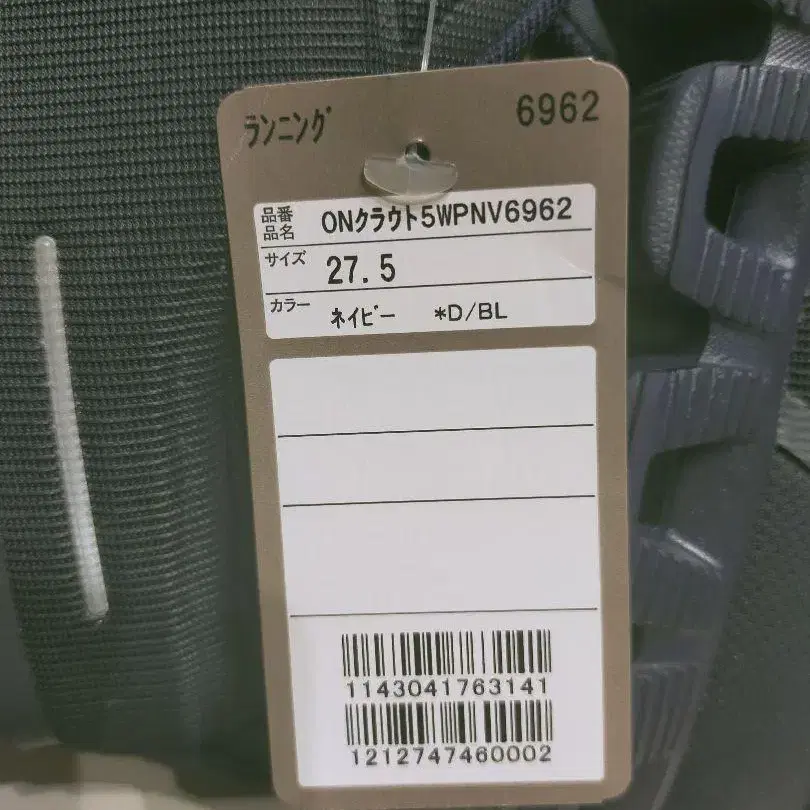 ランニング 6962
品番
品名 ONクラウト5WPNV6962
サイズ 27.5
カラー ネイビー *D/BL
1143041763141
1212747460002